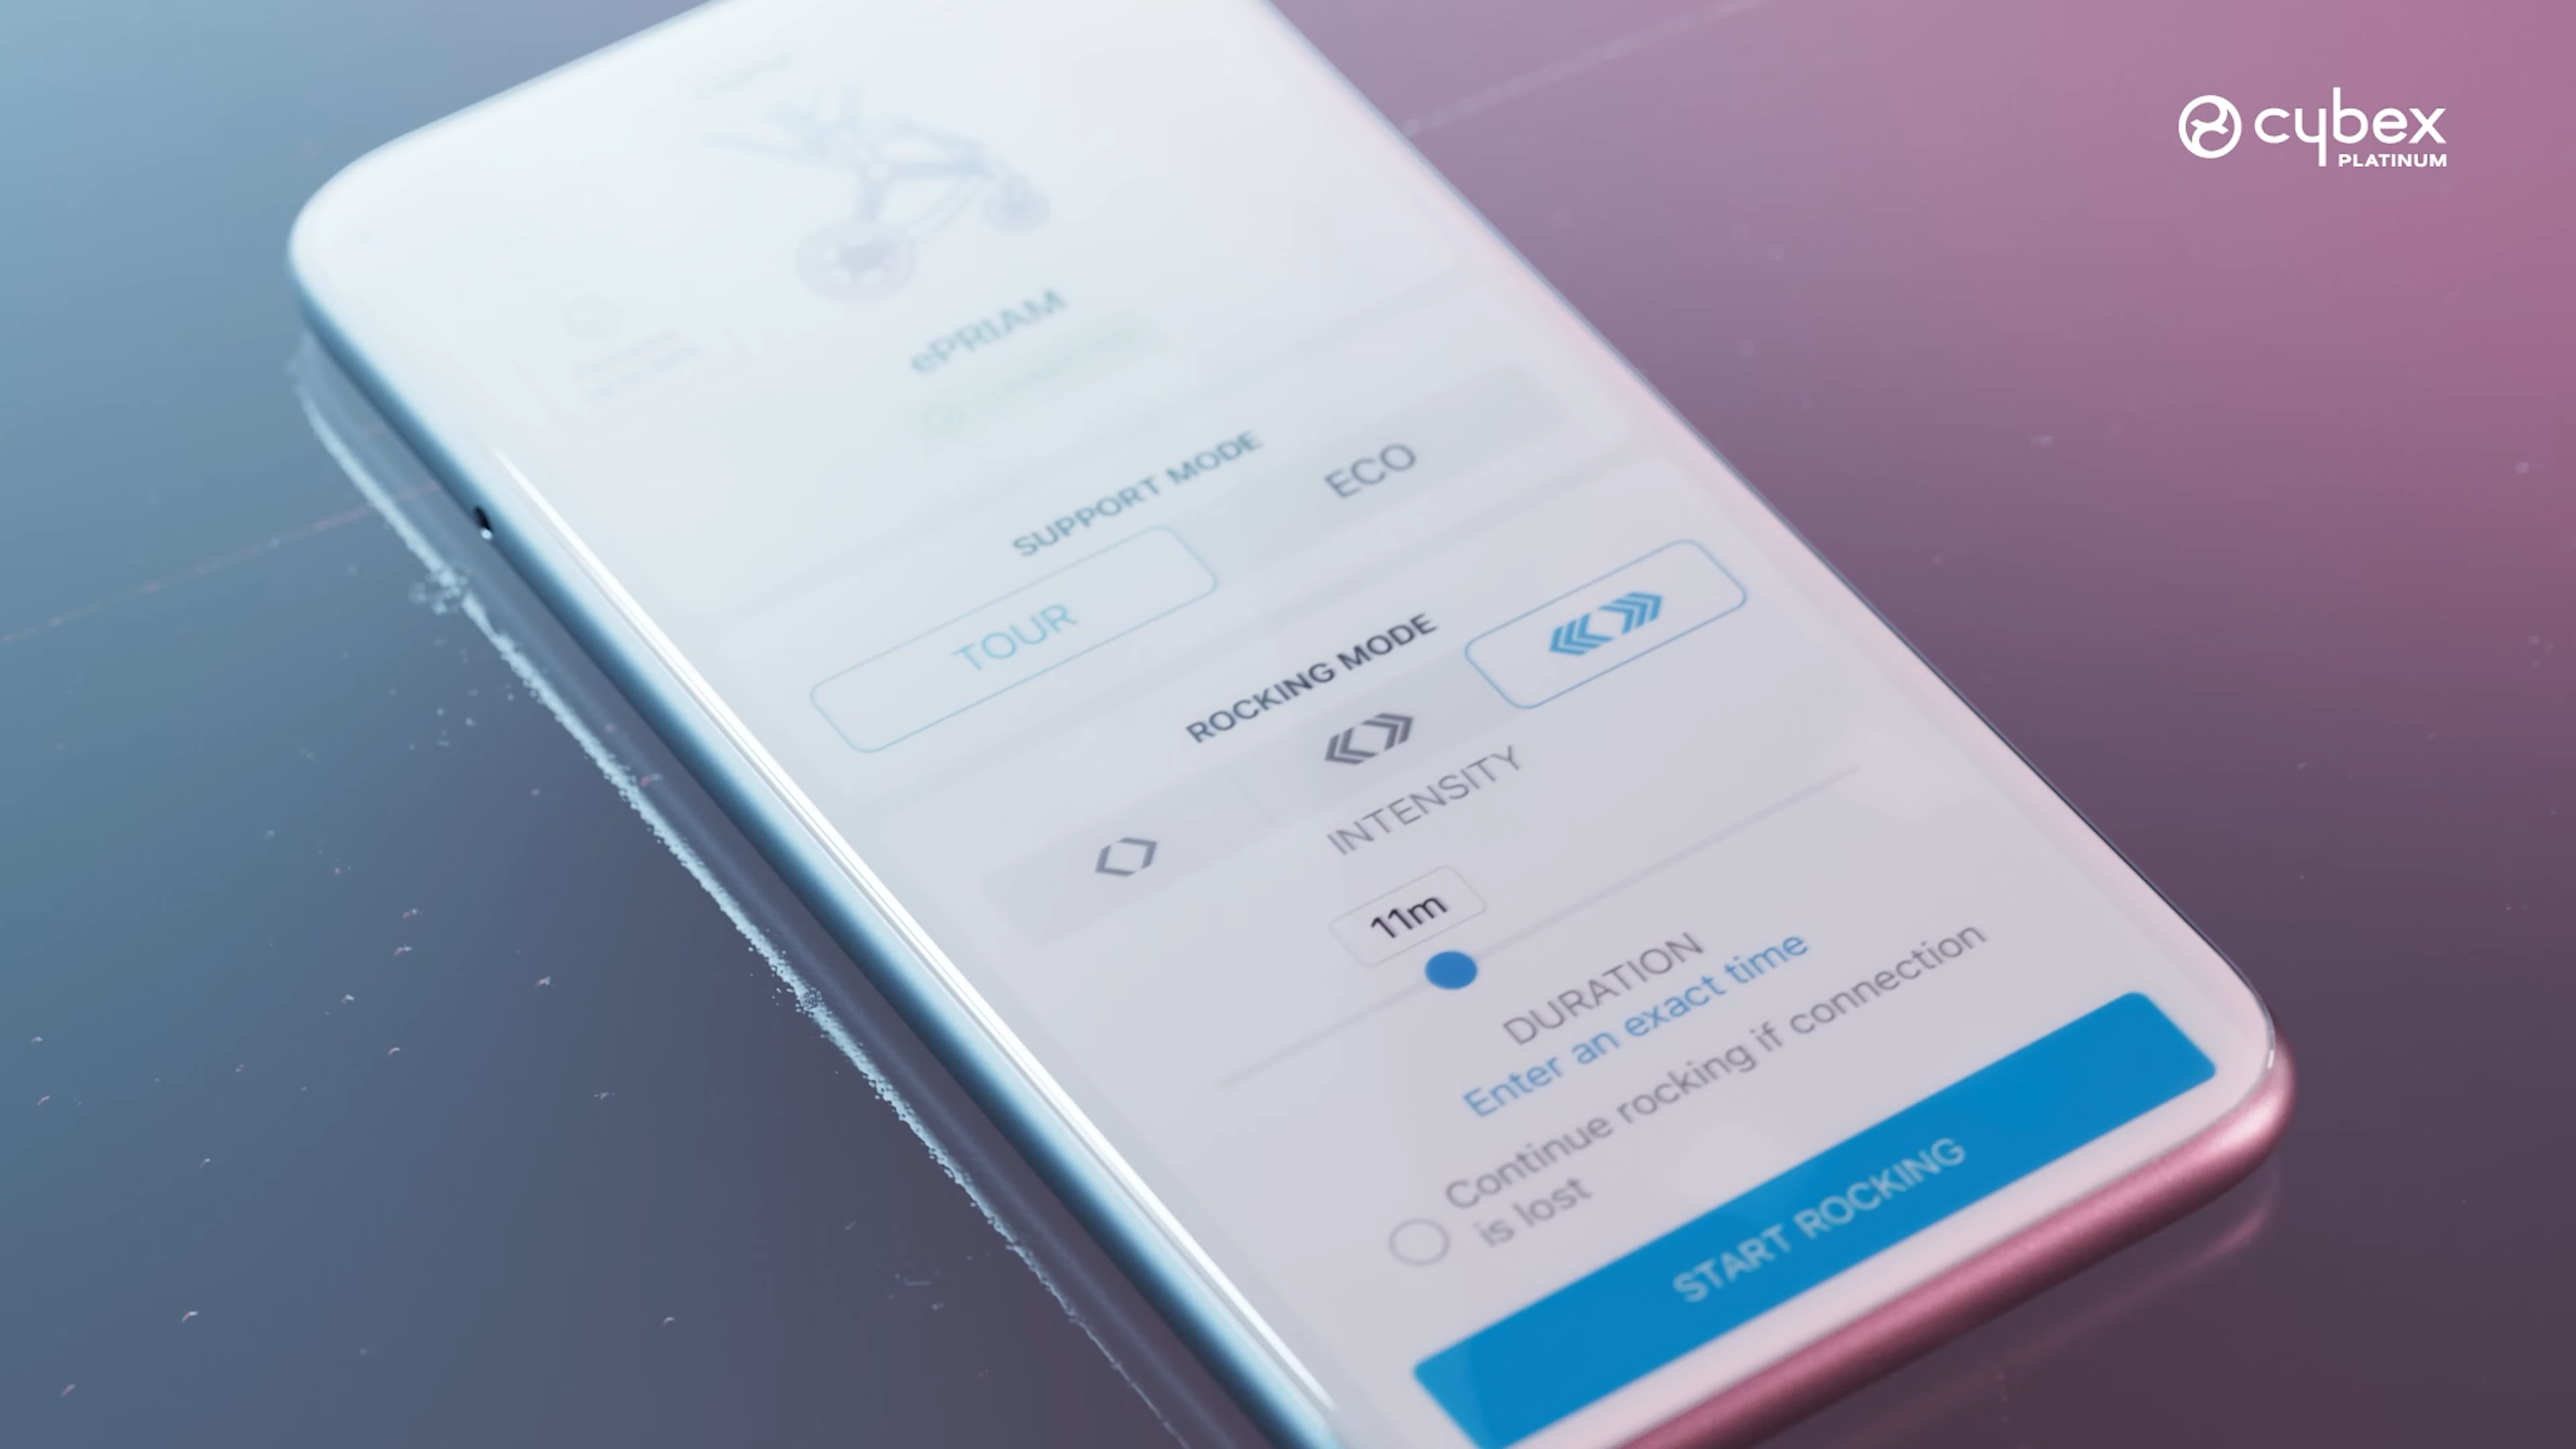 cybex
PLATINUM
ePRIAM
SUPPORT MODE
TOUR
ECO
ROCKING MODE
INTENSITY
11m
DURATION
Enter an exact time
Continue rocking if connection
is lost
START ROCKING